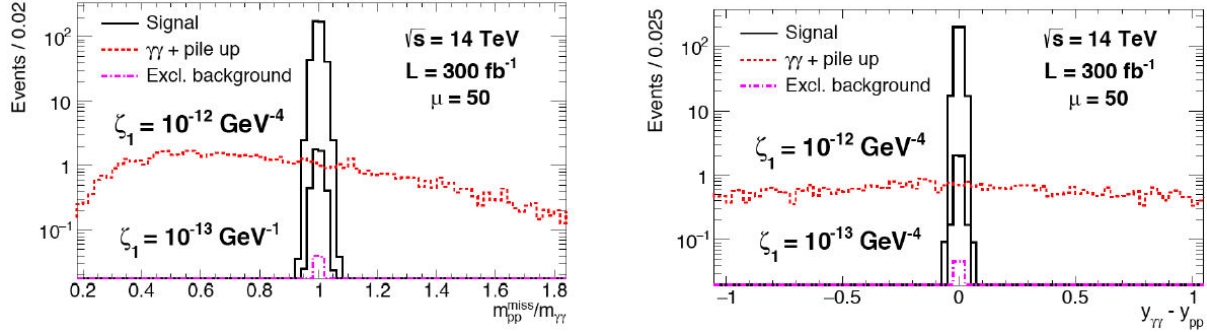 Events / 0.02
10²
10
1
10⁻¹
Signal
γγ + pile up
Excl. background
√s = 14 TeV
L = 300 fb⁻¹
μ = 50
ζ₁ = 10⁻¹² GeV⁻⁴
ζ₁ = 10⁻¹³ GeV⁻¹
0.2 0.4 0.6 0.8 1 1.2 1.4 1.6 1.8
m_pp^miss/m_γγ
Events / 0.025
10²
10
1
10⁻¹
Signal
γγ + pile up
Excl. background
√s = 14 TeV
L = 300 fb⁻¹
μ = 50
ζ₁ = 10⁻¹² GeV⁻⁴
ζ₁ = 10⁻¹³ GeV⁻⁴
−1 −0.5 0 0.5 1
y_γγ - y_pp